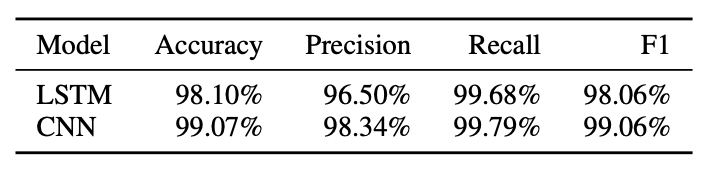 Model Accuracy Precision Recall F1
LSTM 98.10% 96.50% 99.68% 98.06%
CNN 99.07% 98.34% 99.79% 99.06%